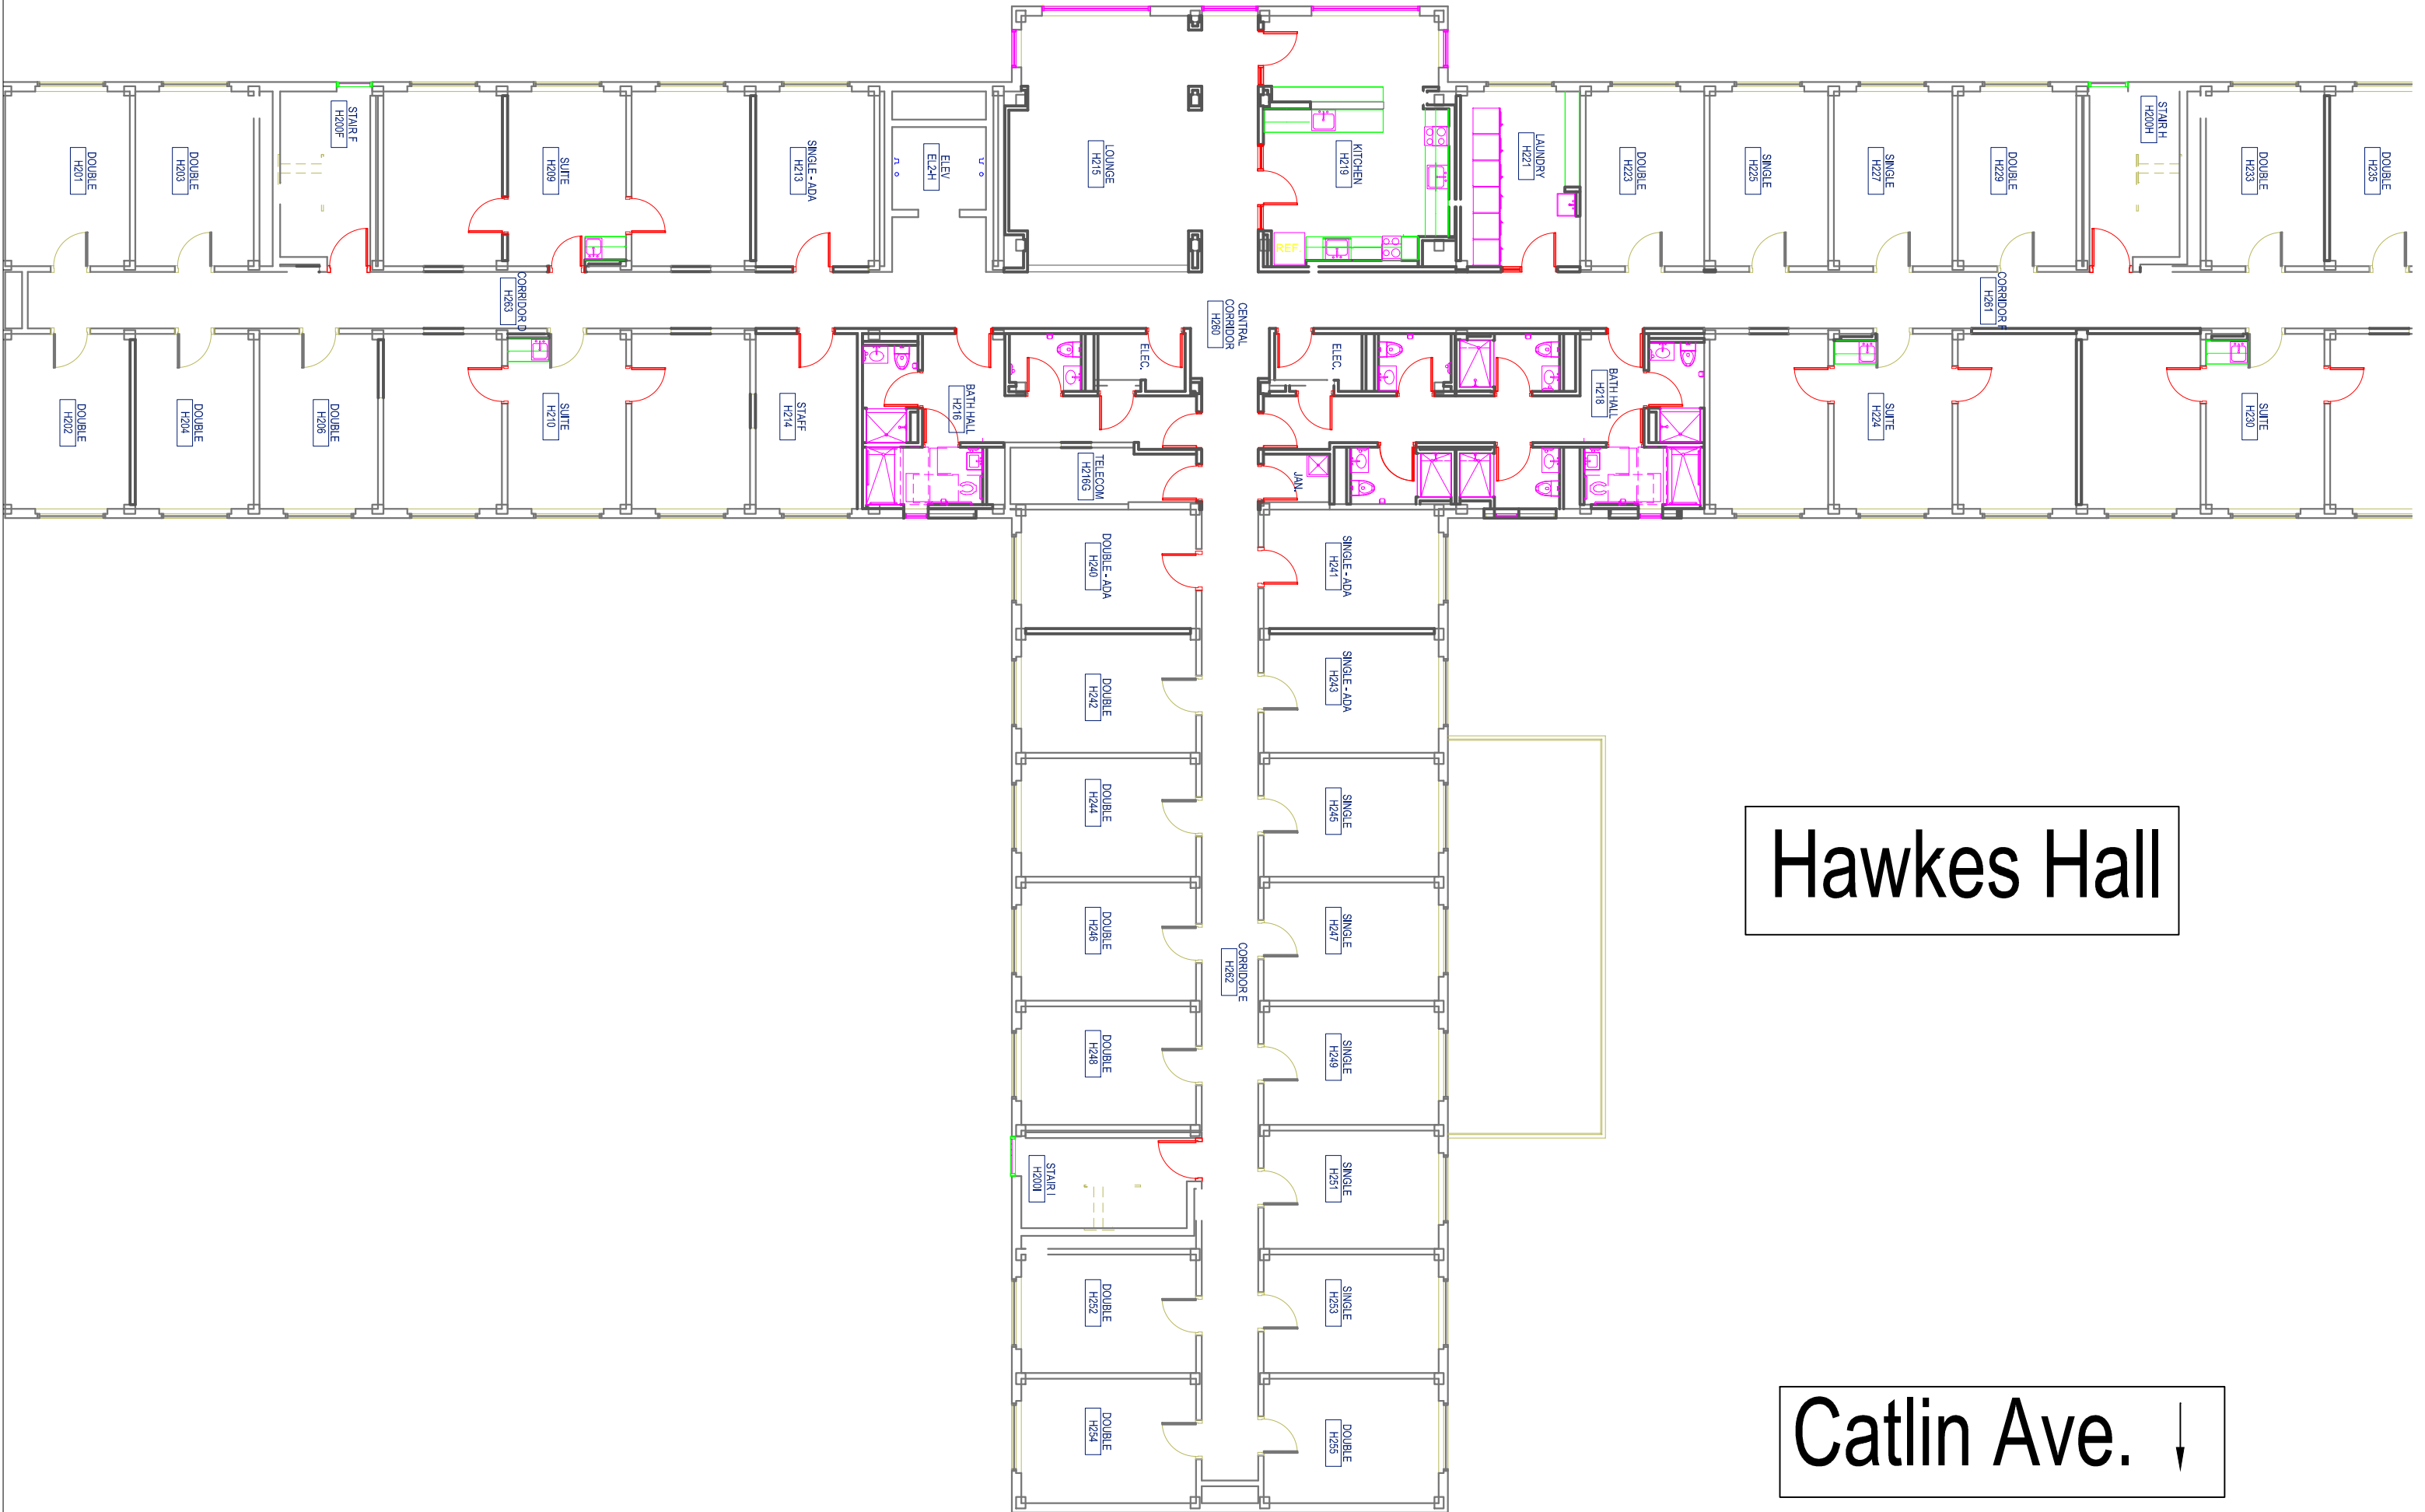 DOUBLE
H201
DOUBLE
H203
STAIR F
H200F
SUITE
H209
SINGLE - ADA
H213
ELEV
EL2-H
LOUNGE
H215
KITCHEN
H219
REF
LAUNDRY
H221
DOUBLE
H223
SINGLE
H225
SINGLE
H227
DOUBLE
H229
STAIR H
H200H
DOUBLE
H233
DOUBLE
H235
CORRIDOR D
H263
CENTRAL
CORRIDOR
H260
CORRIDOR F
H261
DOUBLE
H202
DOUBLE
H204
DOUBLE
H206
SUITE
H210
STAFF
H214
BATH HALL
H216
ELEC.
TELECOM
H216G
ELEC.
JAN.
BATH HALL
H218
SUITE
H224
SUITE
H230
DOUBLE - ADA
H240
SINGLE - ADA
H241
DOUBLE
H242
SINGLE - ADA
H243
DOUBLE
H244
SINGLE
H245
DOUBLE
H246
SINGLE
H247
CORRIDOR E
H262
DOUBLE
H248
SINGLE
H249
STAIR I
H200I
SINGLE
H251
DOUBLE
H252
SINGLE
H253
DOUBLE
H254
DOUBLE
H255
Hawkes Hall
Catlin Ave. ↓